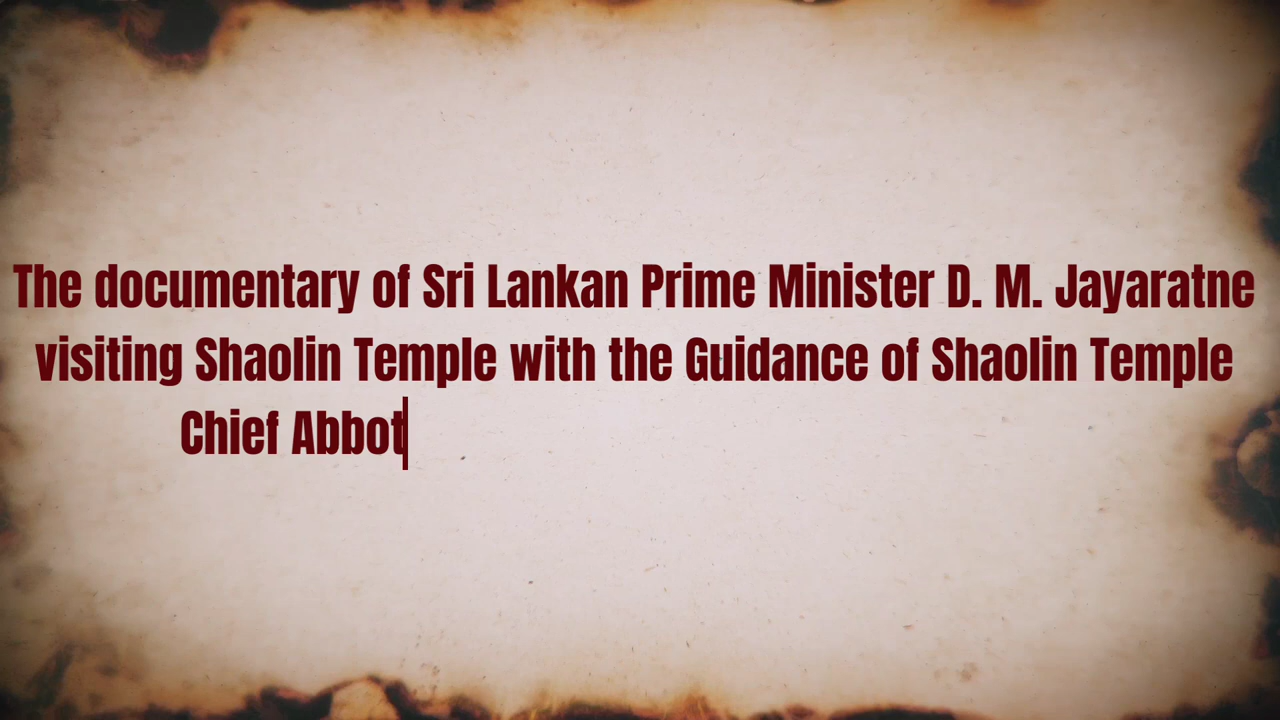 The documentary of Sri Lankan Prime Minister D. M. Jayaratne
visiting Shaolin Temple with the Guidance of Shaolin Temple
Chief Abbot